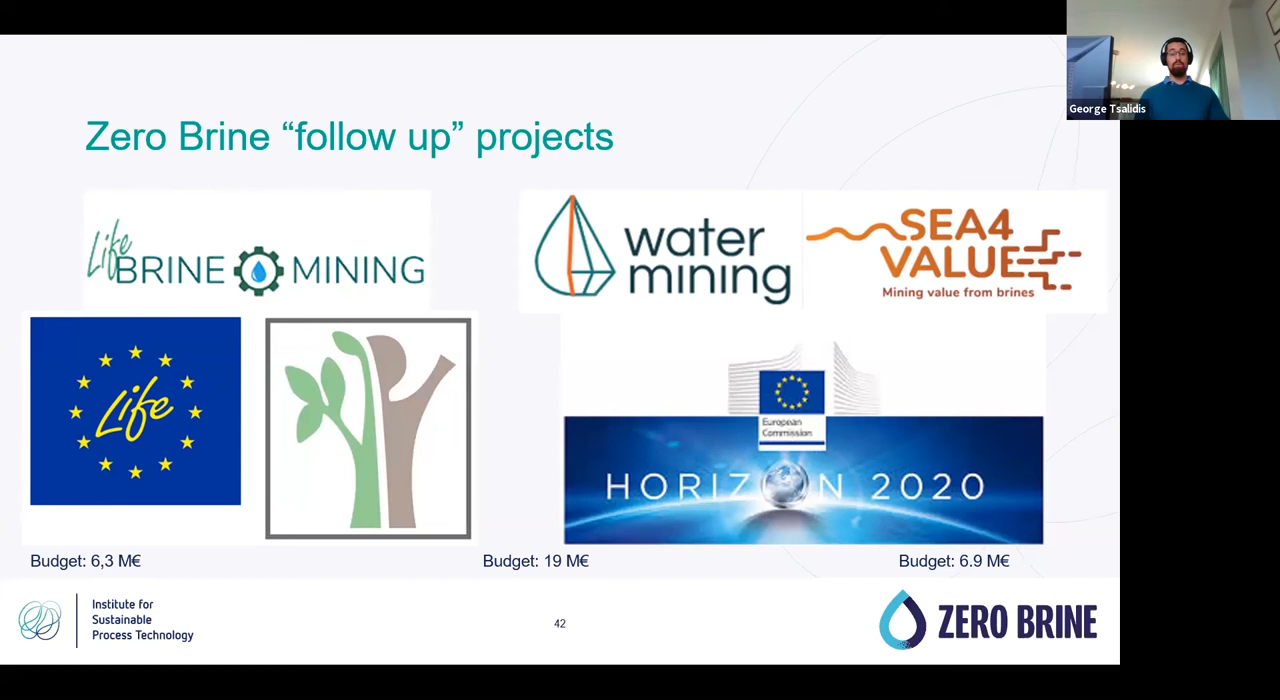 George Tsalidis
Zero Brine “follow up” projects
Life
BRINE MINING
water
mining
SEA4
VALUE
Mining value from brines
Life
European
Commission
HORIZON 2020
Budget: 6,3 M€
Budget: 19 M€
Budget: 6.9 M€
Institute for
Sustainable
Process Technology
42
ZERO BRINE